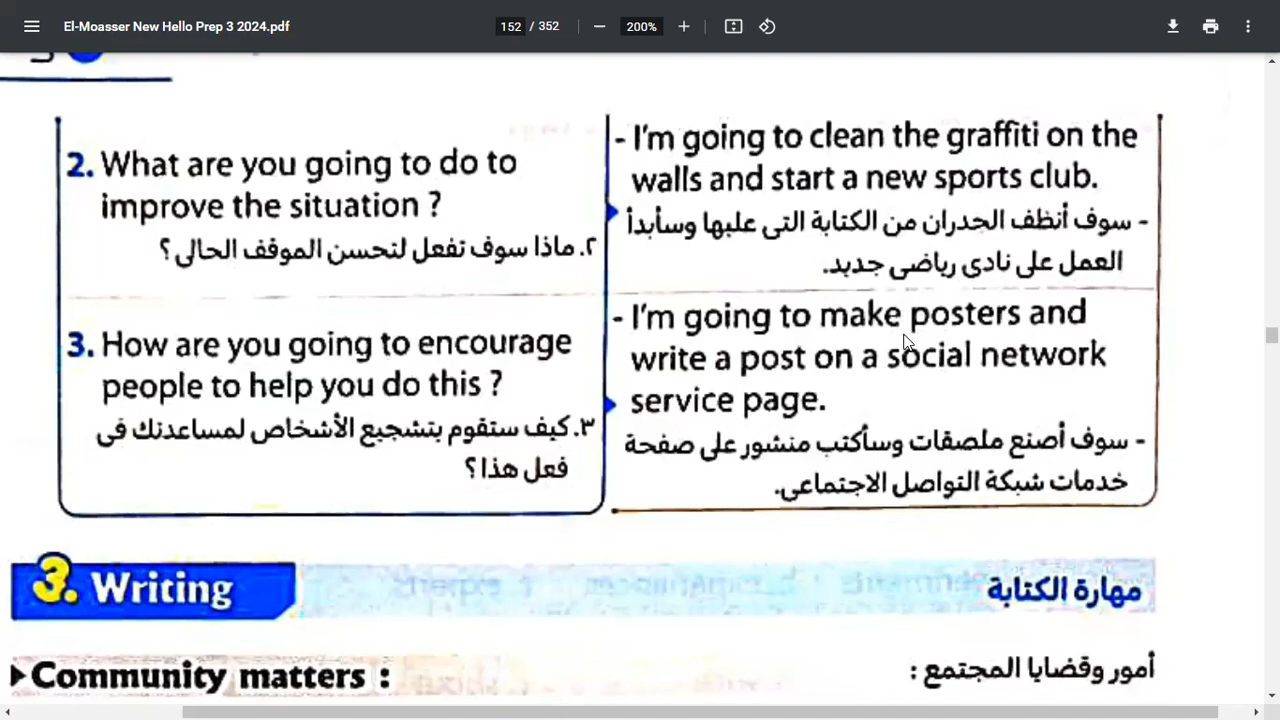 El-Moasser New Hello Prep 3 2024.pdf
152 / 352
200%
2. What are you going to do to
improve the situation ?
٢. ماذا سوف تفعل لتحسن الموقف الحالى ؟
- I'm going to clean the graffiti on the
walls and start a new sports club.
- سوف أنظف الجدران من الكتابة التى عليها وسأبدأ
العمل على نادى رياضى جديد.
3. How are you going to encourage
people to help you do this ?
٣. كيف ستقوم بتشجيع الأشخاص لمساعدتك فى
فعل هذا ؟
- I'm going to make posters and
write a post on a social network
service page.
- سوف أصنع ملصقات وسأكتب منشور على صفحة
خدمات شبكة التواصل الاجتماعى.
3. Writing
مهارة الكتابة
Community matters :
أمور وقضايا المجتمع :